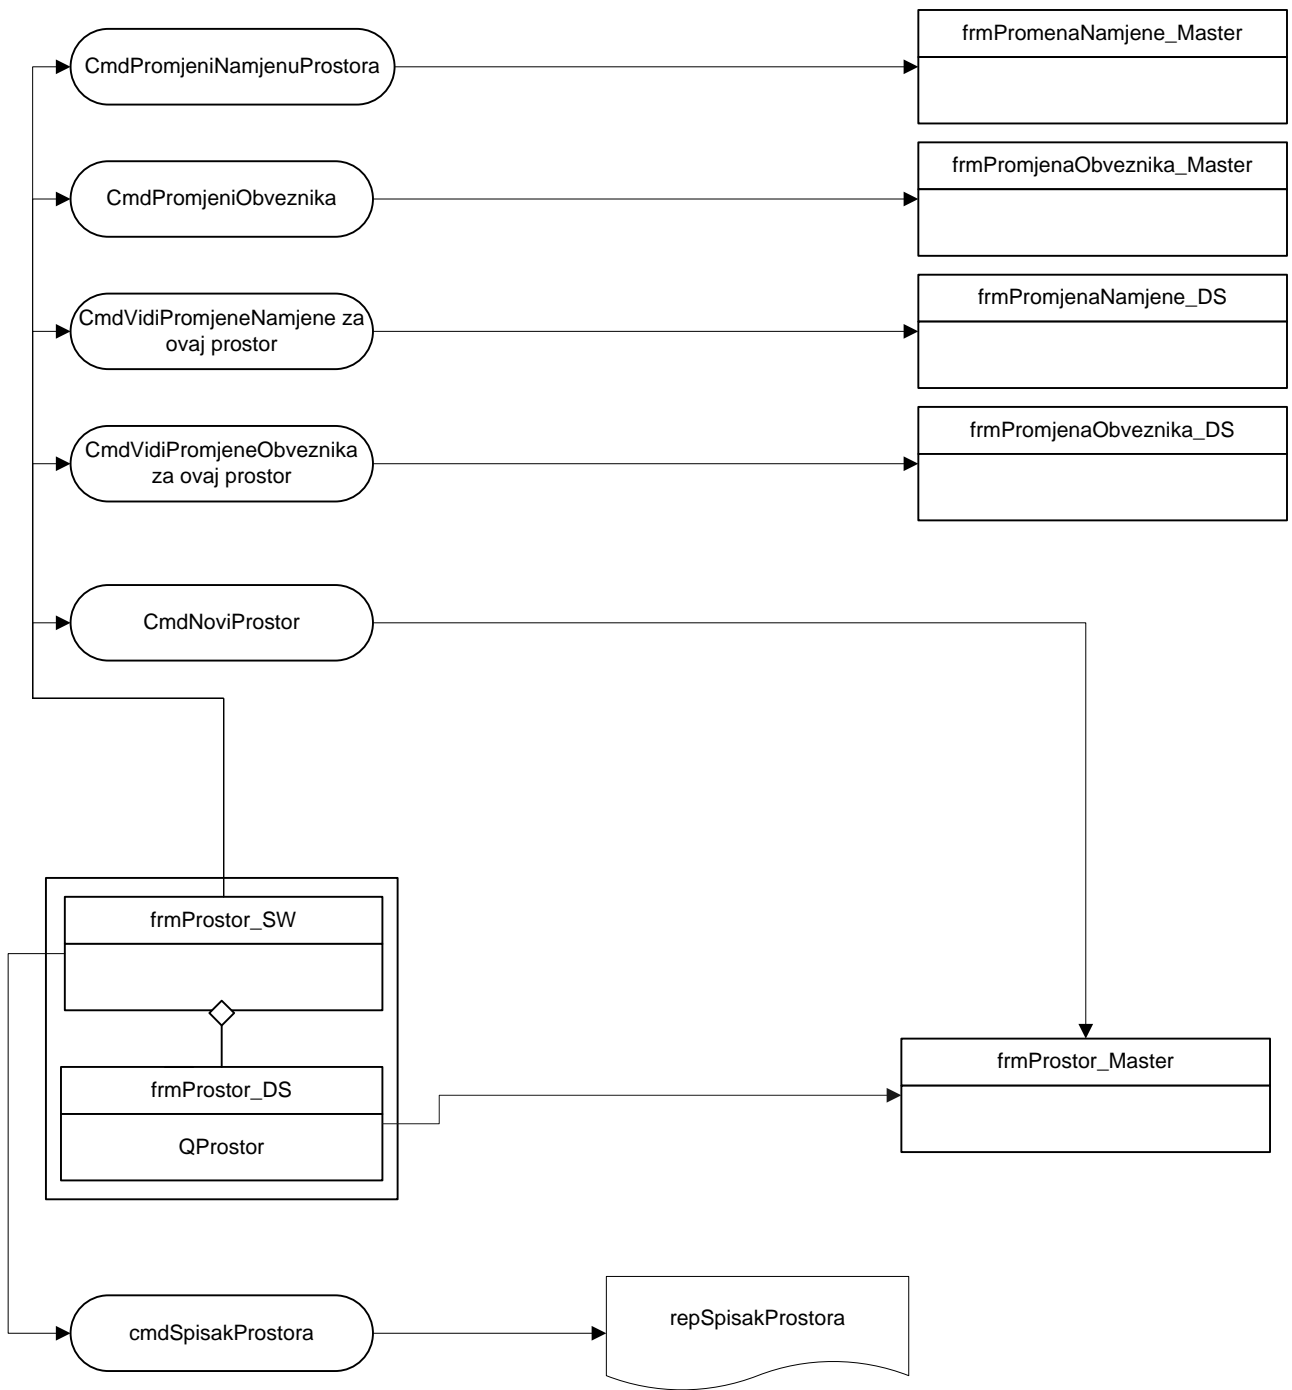 frmPromenaNamjene_Master
CmdPromjeniNamjenuProstora
frmPromjenaObveznika_Master
CmdPromjeniObveznika
frmPromjenaNamjene_DS
CmdVidiPromjeneNamjene za
ovaj prostor
frmPromjenaObveznika_DS
CmdVidiPromjeneObveznika
za ovaj prostor
CmdNoviProstor
frmProstor_SW
frmProstor_Master
frmProstor_DS
QProstor
repSpisakProstora
cmdSpisakProstora